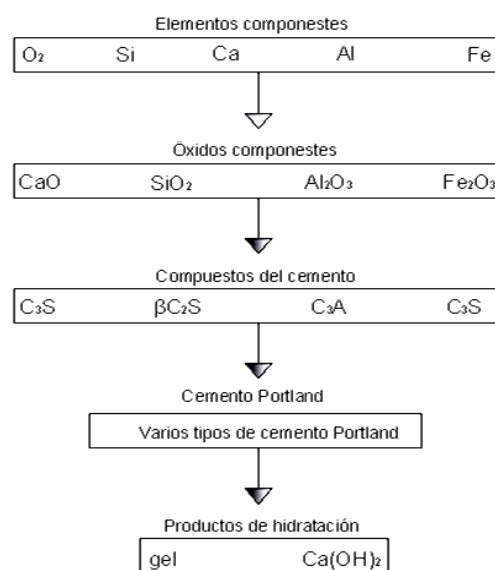 Elementos componestes
O₂ Si Ca Al Fe
Óxidos componestes
CaO SiO₂ Al₂O₃ Fe₂O₃
Compuestos del cemento
C₃S βC₂S C₃A C₃S
Cemento Portland
Varios tipos de cemento Portland
Productos de hidratación
gel Ca(OH)₂